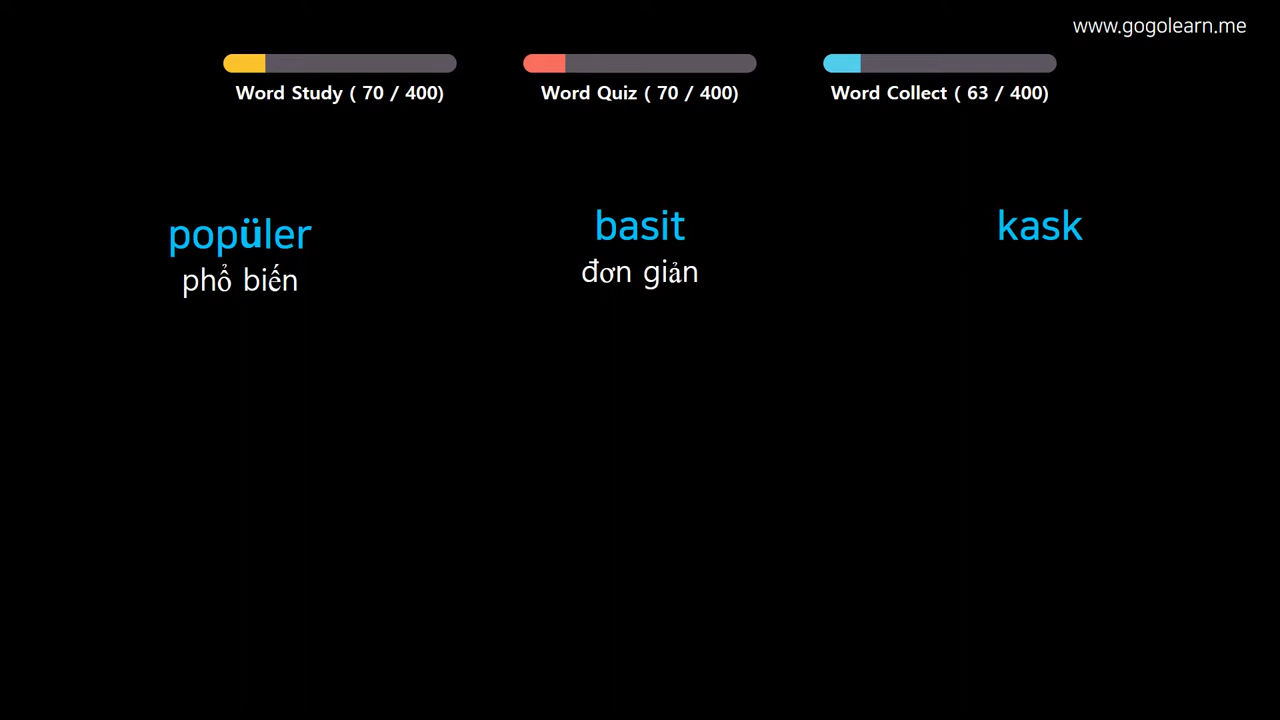 www.gogolearn.me
Word Study ( 70 / 400)
Word Quiz ( 70 / 400)
Word Collect ( 63 / 400)
popüler
phổ biến
basit
đơn giản
kask